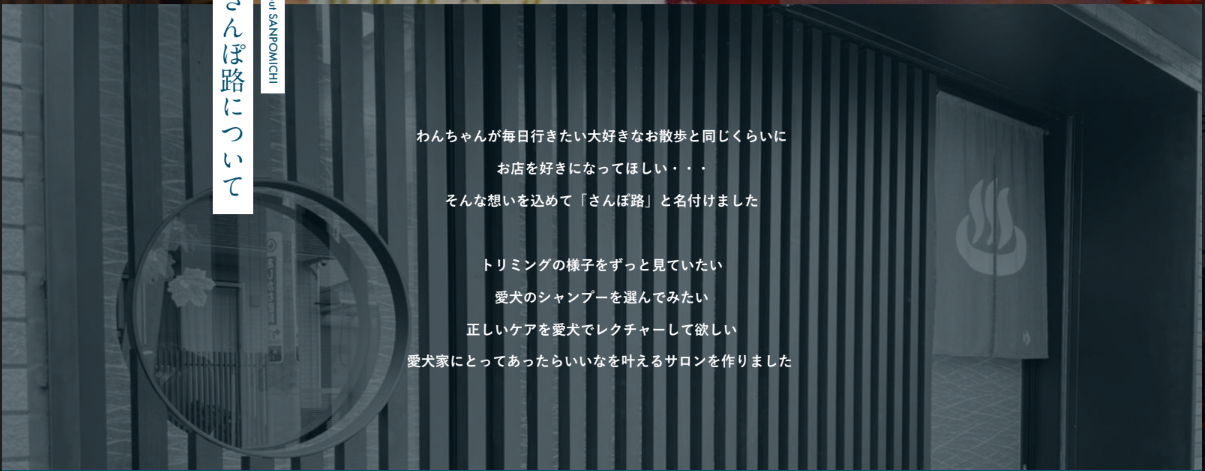 さんぽ路について
ut SANPOMICHI
わんちゃんが毎日行きたい大好きなお散歩と同じくらいに
お店を好きになってほしい・・・
そんな想いを込めて「さんぽ路」と名付けました
トリミングの様子をずっと見ていたい
愛犬のシャンプーを選んでみたい
正しいケアを愛犬でレクチャーして欲しい
愛犬家にとってあったらいいなを叶えるサロンを作りました